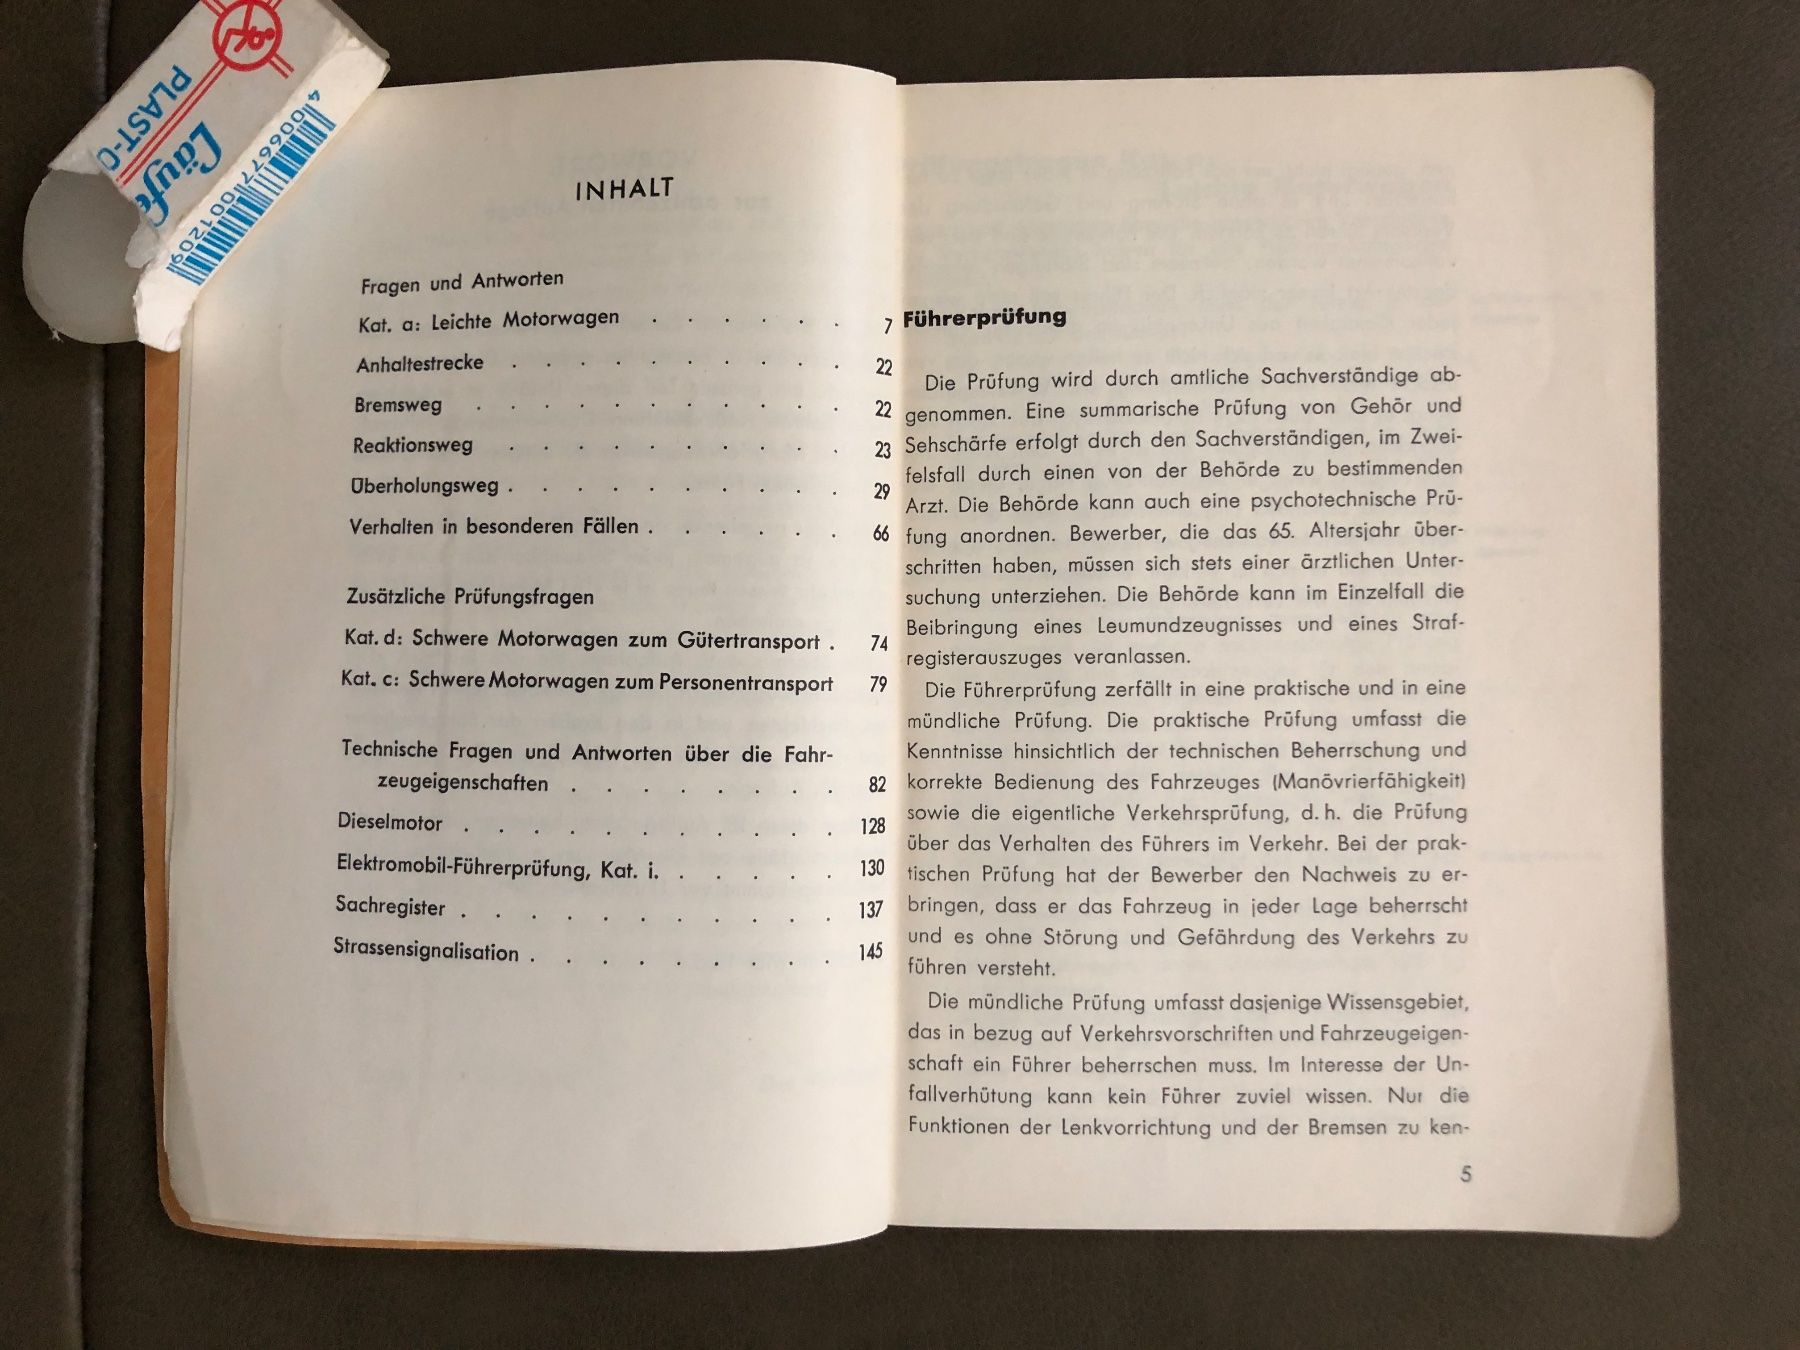 PLAST-
Läufe
4 006677 001209
INHALT
Fragen und Antworten
Kat. a: Leichte Motorwagen . . . . . . 7
Anhaltestrecke . . . . . . . . . . 22
Bremsweg . . . . . . . . . . . 22
Reaktionsweg . . . . . . . . . . 23
Überholungsweg . . . . . . . . . . 29
Verhalten in besonderen Fällen . . . . . . 66
Zusätzliche Prüfungsfragen
Kat. d: Schwere Motorwagen zum Gütertransport . 74
Kat. c: Schwere Motorwagen zum Personentransport 79
Technische Fragen und Antworten über die Fahr-
zeugeigenschaften . . . . . . . . 82
Dieselmotor . . . . . . . . . . . 128
Elektromobil-Führerprüfung, Kat. i. . . . . . 130
Sachregister . . . . . . . . . . . 137
Strassensignalisation . . . . . . . . . 145
Führerprüfung
Die Prüfung wird durch amtliche Sachverständige ab-
genommen. Eine summarische Prüfung von Gehör und
Sehschärfe erfolgt durch den Sachverständigen, im Zwei-
felsfall durch einen von der Behörde zu bestimmenden
Arzt. Die Behörde kann auch eine psychotechnische Prü-
fung anordnen. Bewerber, die das 65. Altersjahr über-
schritten haben, müssen sich stets einer ärztlichen Unter-
suchung unterziehen. Die Behörde kann im Einzelfall die
Beibringung eines Leumundzeugnisses und eines Straf-
registerauszuges veranlassen.
Die Führerprüfung zerfällt in eine praktische und in eine
mündliche Prüfung. Die praktische Prüfung umfasst die
Kenntnisse hinsichtlich der technischen Beherrschung und
korrekte Bedienung des Fahrzeuges (Manövrierfähigkeit)
sowie die eigentliche Verkehrsprüfung, d. h. die Prüfung
über das Verhalten des Führers im Verkehr. Bei der prak-
tischen Prüfung hat der Bewerber den Nachweis zu er-
bringen, dass er das Fahrzeug in jeder Lage beherrscht
und es ohne Störung und Gefährdung des Verkehrs zu
führen versteht.
Die mündliche Prüfung umfasst dasjenige Wissensgebiet,
das in bezug auf Verkehrsvorschriften und Fahrzeugeigen-
schaft ein Führer beherrschen muss. Im Interesse der Un-
fallverhütung kann kein Führer zuviel wissen. Nur die
Funktionen der Lenkvorrichtung und der Bremsen zu ken-
5